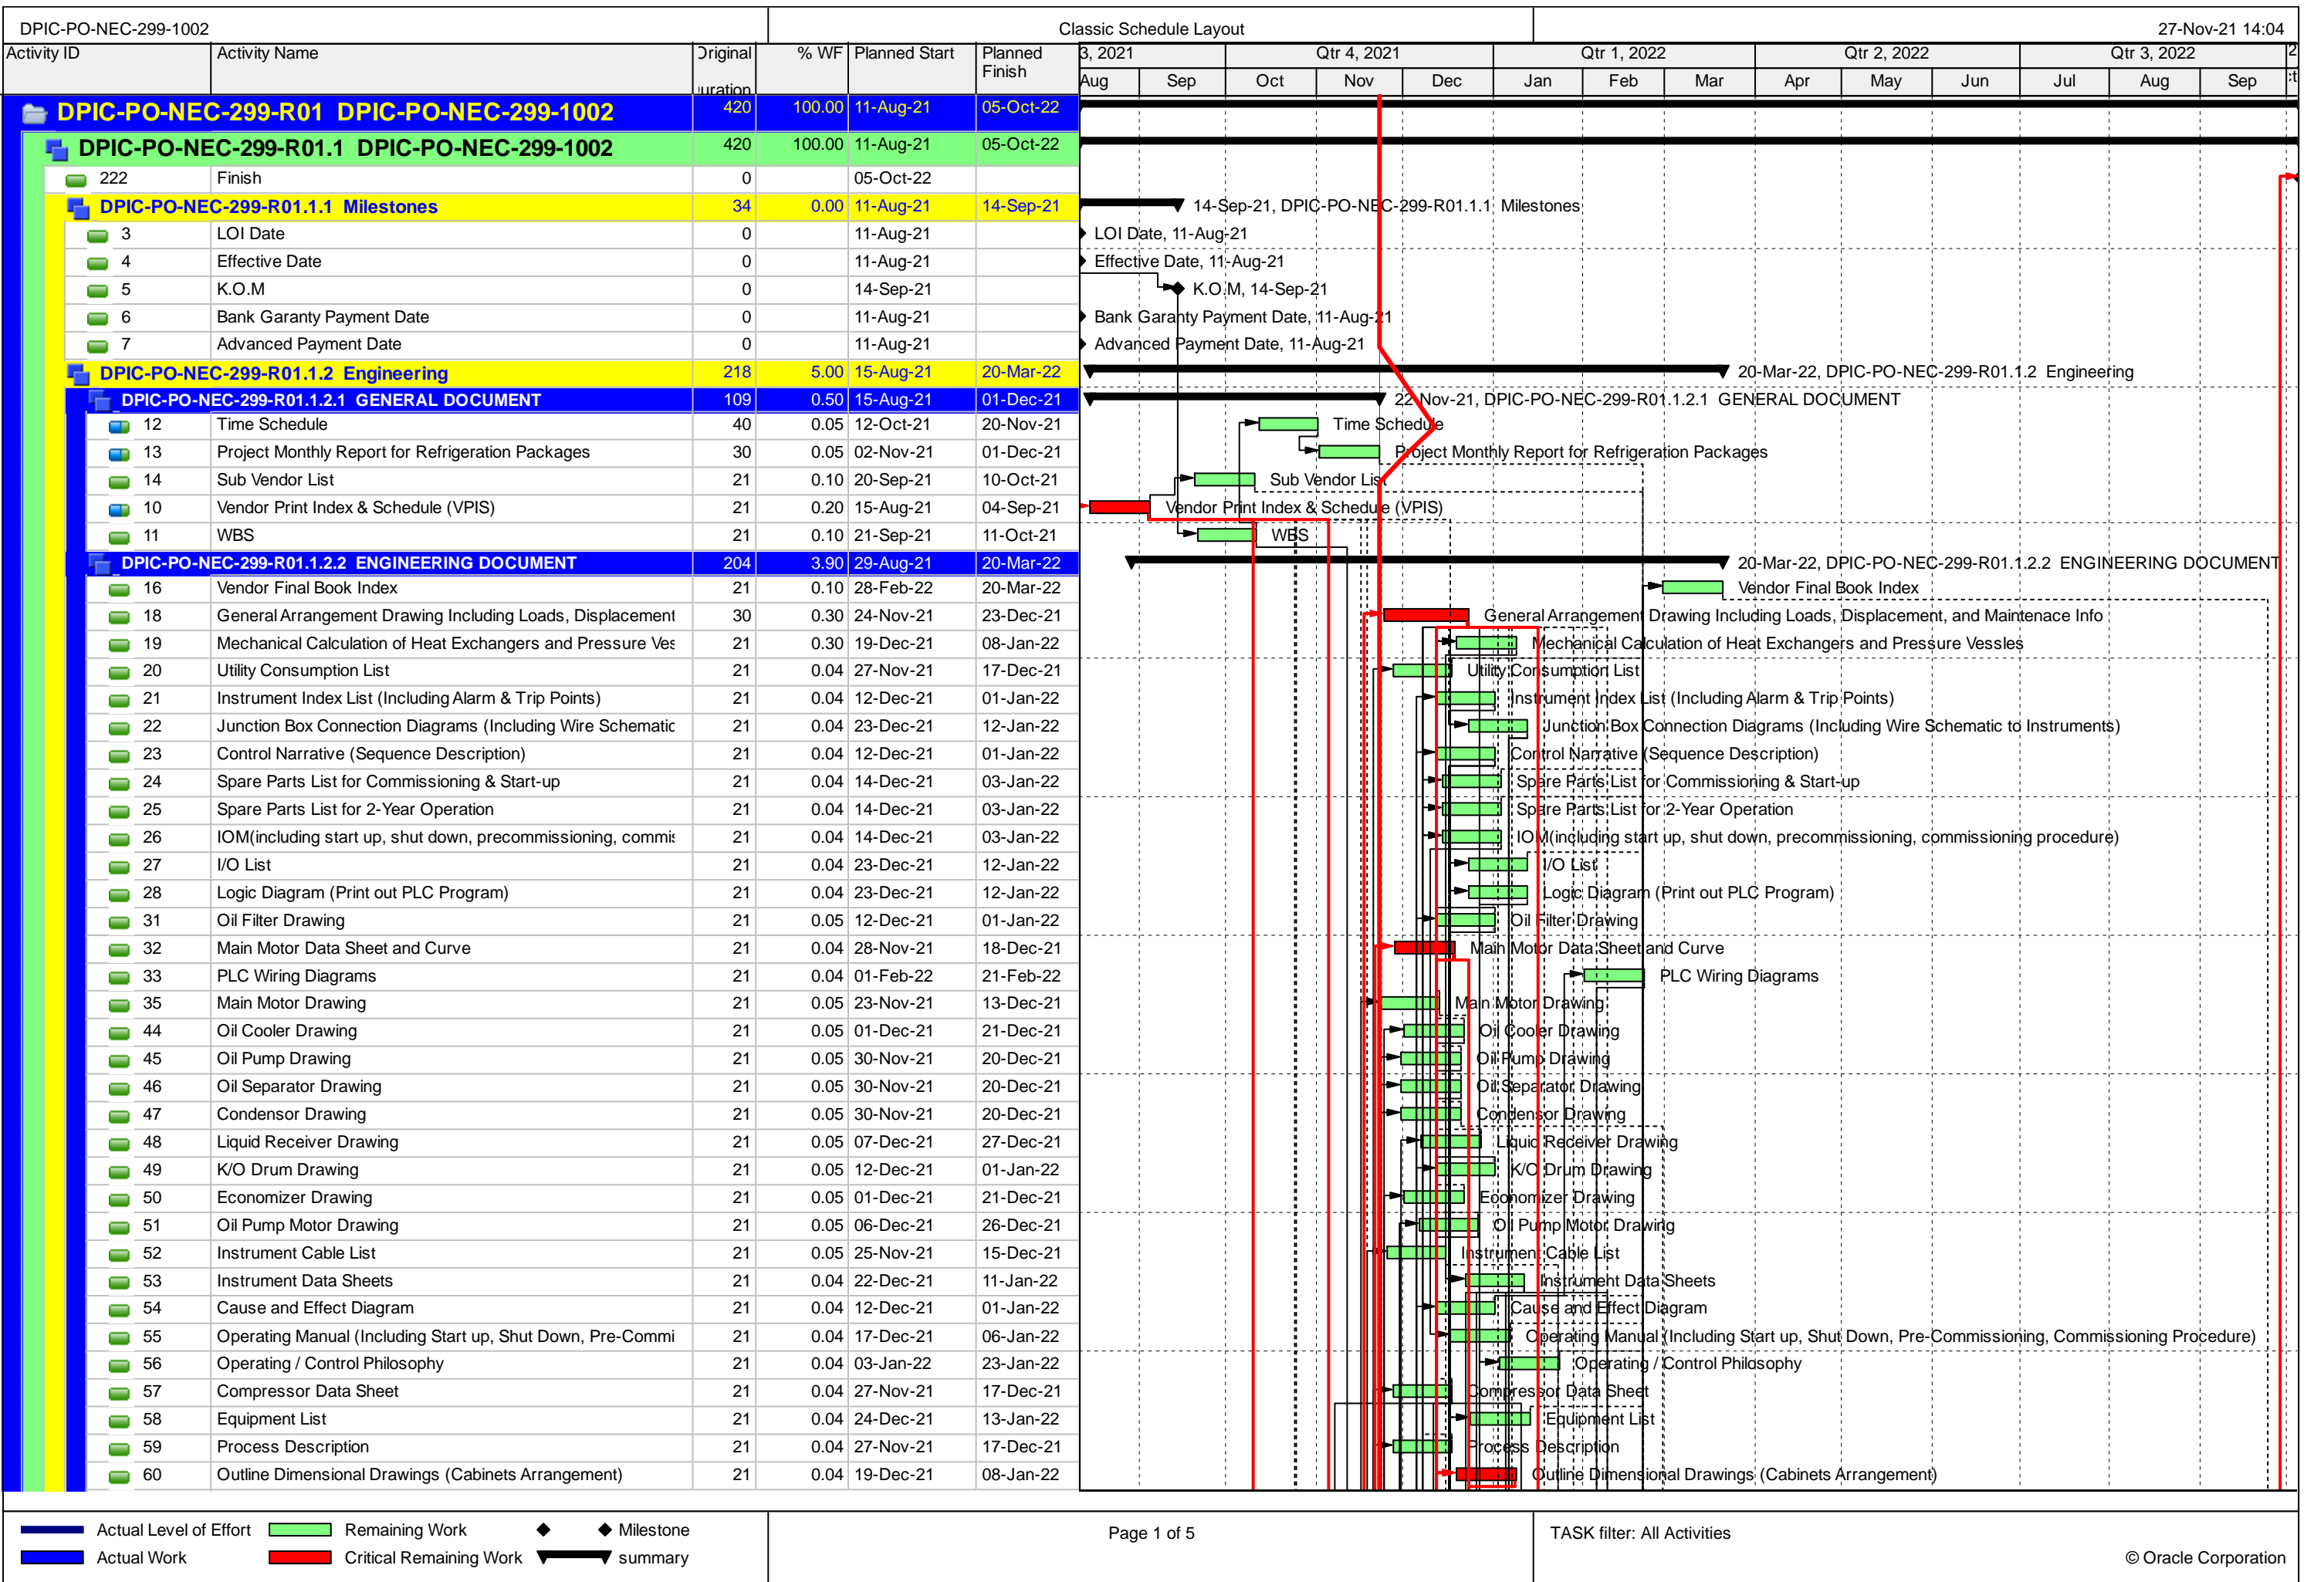 DPIC-PO-NEC-299-1002 Classic Schedule Layout 27-Nov-21 14:04
Activity ID Activity Name Original Duration % WF Planned Start Planned Finish
3, 2021 Qtr 4, 2021 Qtr 1, 2022 Qtr 2, 2022 Qtr 3, 2022
Aug Sep Oct Nov Dec Jan Feb Mar Apr May Jun Jul Aug Sep
DPIC-PO-NEC-299-R01 DPIC-PO-NEC-299-1002 420 100.00 11-Aug-21 05-Oct-22
DPIC-PO-NEC-299-R01.1 DPIC-PO-NEC-299-1002 420 100.00 11-Aug-21 05-Oct-22
222 Finish 0 05-Oct-22
DPIC-PO-NEC-299-R01.1.1 Milestones 34 0.00 11-Aug-21 14-Sep-21 14-Sep-21, DPIC-PO-NEC-299-R01.1.1 Milestones
3 LOI Date 0 11-Aug-21 LOI Date, 11-Aug-21
4 Effective Date 0 11-Aug-21 Effective Date, 11-Aug-21
5 K.O.M 0 14-Sep-21 K.O.M, 14-Sep-21
6 Bank Garanty Payment Date 0 11-Aug-21 Bank Garanty Payment Date, 11-Aug-21
7 Advanced Payment Date 0 11-Aug-21 Advanced Payment Date, 11-Aug-21
DPIC-PO-NEC-299-R01.1.2 Engineering 218 5.00 15-Aug-21 20-Mar-22 20-Mar-22, DPIC-PO-NEC-299-R01.1.2 Engineering
DPIC-PO-NEC-299-R01.1.2.1 GENERAL DOCUMENT 109 0.50 15-Aug-21 01-Dec-21 22-Nov-21, DPIC-PO-NEC-299-R01.1.2.1 GENERAL DOCUMENT
12 Time Schedule 40 0.05 12-Oct-21 20-Nov-21 Time Schedule
13 Project Monthly Report for Refrigeration Packages 30 0.05 02-Nov-21 01-Dec-21 Project Monthly Report for Refrigeration Packages
14 Sub Vendor List 21 0.10 20-Sep-21 10-Oct-21 Sub Vendor List
10 Vendor Print Index & Schedule (VPIS) 21 0.20 15-Aug-21 04-Sep-21 Vendor Print Index & Schedule (VPIS)
11 WBS 21 0.10 21-Sep-21 11-Oct-21 WBS
DPIC-PO-NEC-299-R01.1.2.2 ENGINEERING DOCUMENT 204 3.90 29-Aug-21 20-Mar-22 20-Mar-22, DPIC-PO-NEC-299-R01.1.2.2 ENGINEERING DOCUMENT
16 Vendor Final Book Index 21 0.10 28-Feb-22 20-Mar-22 Vendor Final Book Index
18 General Arrangement Drawing Including Loads, Displacement 30 0.30 24-Nov-21 23-Dec-21 General Arrangement Drawing Including Loads, Displacement, and Maintenace Info
19 Mechanical Calculation of Heat Exchangers and Pressure Ves 21 0.30 19-Dec-21 08-Jan-22 Mechanical Calculation of Heat Exchangers and Pressure Vessles
20 Utility Consumption List 21 0.04 27-Nov-21 17-Dec-21 Utility Consumption List
21 Instrument Index List (Including Alarm & Trip Points) 21 0.04 12-Dec-21 01-Jan-22 Instrument Index List (Including Alarm & Trip Points)
22 Junction Box Connection Diagrams (Including Wire Schematic 21 0.04 23-Dec-21 12-Jan-22 Junction Box Connection Diagrams (Including Wire Schematic to Instruments)
23 Control Narrative (Sequence Description) 21 0.04 12-Dec-21 01-Jan-22 Control Narrative (Sequence Description)
24 Spare Parts List for Commissioning & Start-up 21 0.04 14-Dec-21 03-Jan-22 Spare Parts List for Commissioning & Start-up
25 Spare Parts List for 2-Year Operation 21 0.04 14-Dec-21 03-Jan-22 Spare Parts List for 2-Year Operation
26 IOM(including start up, shut down, precommissioning, commis 21 0.04 14-Dec-21 03-Jan-22 IOM(including start up, shut down, precommissioning, commissioning procedure)
27 I/O List 21 0.04 23-Dec-21 12-Jan-22 I/O List
28 Logic Diagram (Print out PLC Program) 21 0.04 23-Dec-21 12-Jan-22 Logic Diagram (Print out PLC Program)
31 Oil Filter Drawing 21 0.05 12-Dec-21 01-Jan-22 Oil Filter Drawing
32 Main Motor Data Sheet and Curve 21 0.04 28-Nov-21 18-Dec-21 Main Motor Data Sheet and Curve
33 PLC Wiring Diagrams 21 0.04 01-Feb-22 21-Feb-22 PLC Wiring Diagrams
35 Main Motor Drawing 21 0.05 23-Nov-21 13-Dec-21 Main Motor Drawing
44 Oil Cooler Drawing 21 0.05 01-Dec-21 21-Dec-21 Oil Cooler Drawing
45 Oil Pump Drawing 21 0.05 30-Nov-21 20-Dec-21 Oil Pump Drawing
46 Oil Separator Drawing 21 0.05 30-Nov-21 20-Dec-21 Oil Separator Drawing
47 Condensor Drawing 21 0.05 30-Nov-21 20-Dec-21 Condensor Drawing
48 Liquid Receiver Drawing 21 0.05 07-Dec-21 27-Dec-21 Liquid Receiver Drawing
49 K/O Drum Drawing 21 0.05 12-Dec-21 01-Jan-22 K/O Drum Drawing
50 Economizer Drawing 21 0.05 01-Dec-21 21-Dec-21 Economizer Drawing
51 Oil Pump Motor Drawing 21 0.05 06-Dec-21 26-Dec-21 Oil Pump Motor Drawing
52 Instrument Cable List 21 0.05 25-Nov-21 15-Dec-21 Instrument Cable List
53 Instrument Data Sheets 21 0.04 22-Dec-21 11-Jan-22 Instrument Data Sheets
54 Cause and Effect Diagram 21 0.04 12-Dec-21 01-Jan-22 Cause and Effect Diagram
55 Operating Manual (Including Start up, Shut Down, Pre-Commi 21 0.04 17-Dec-21 06-Jan-22 Operating Manual (Including Start up, Shut Down, Pre-Commissioning, Commissioning Procedure)
56 Operating / Control Philosophy 21 0.04 03-Jan-22 23-Jan-22 Operating / Control Philosophy
57 Compressor Data Sheet 21 0.04 27-Nov-21 17-Dec-21 Compressor Data Sheet
58 Equipment List 21 0.04 24-Dec-21 13-Jan-22 Equipment List
59 Process Description 21 0.04 27-Nov-21 17-Dec-21 Process Description
60 Outline Dimensional Drawings (Cabinets Arrangement) 21 0.04 19-Dec-21 08-Jan-22 Outline Dimensional Drawings (Cabinets Arrangement)
Actual Level of Effort Remaining Work Milestone Page 1 of 5 TASK filter: All Activities
Actual Work Critical Remaining Work summary © Oracle Corporation